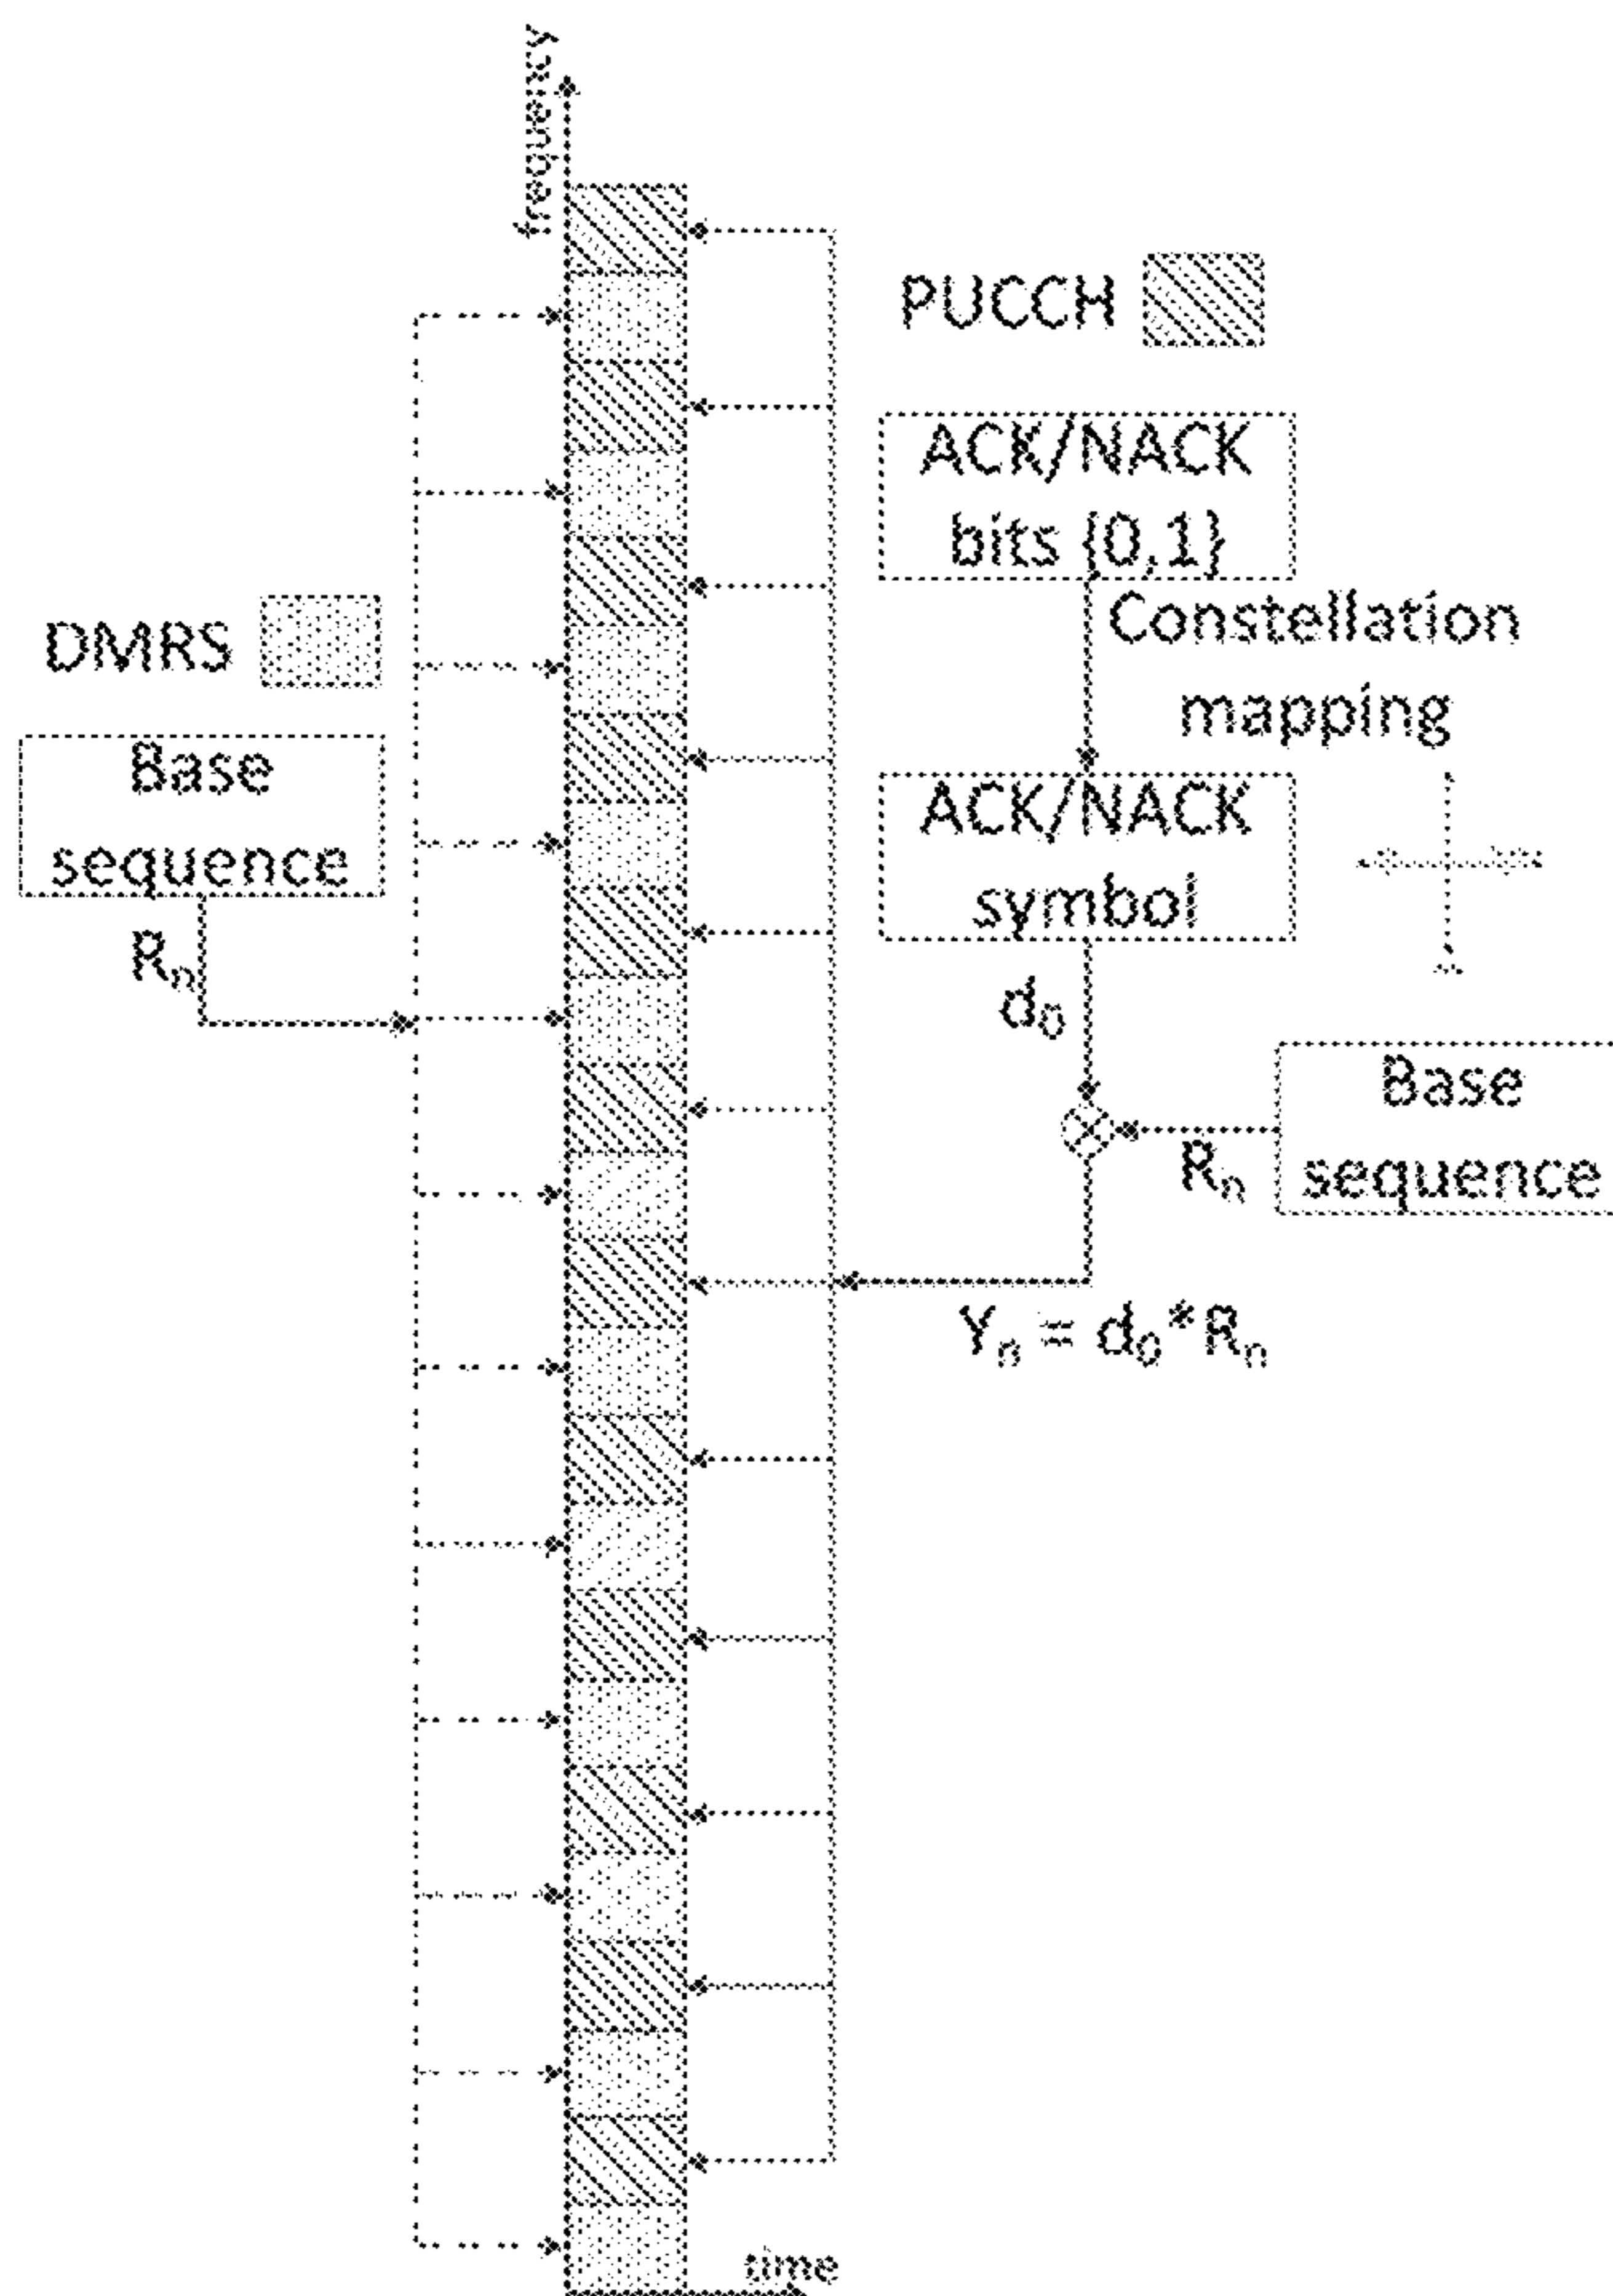 frequency
PUCCH
ACK/NACK
bits {0,1}
Constellation
mapping
DMRS
Base
sequence
Rn
ACK/NACK
symbol
d0
Base
sequence
Rn
Yn = d0*Rn
time